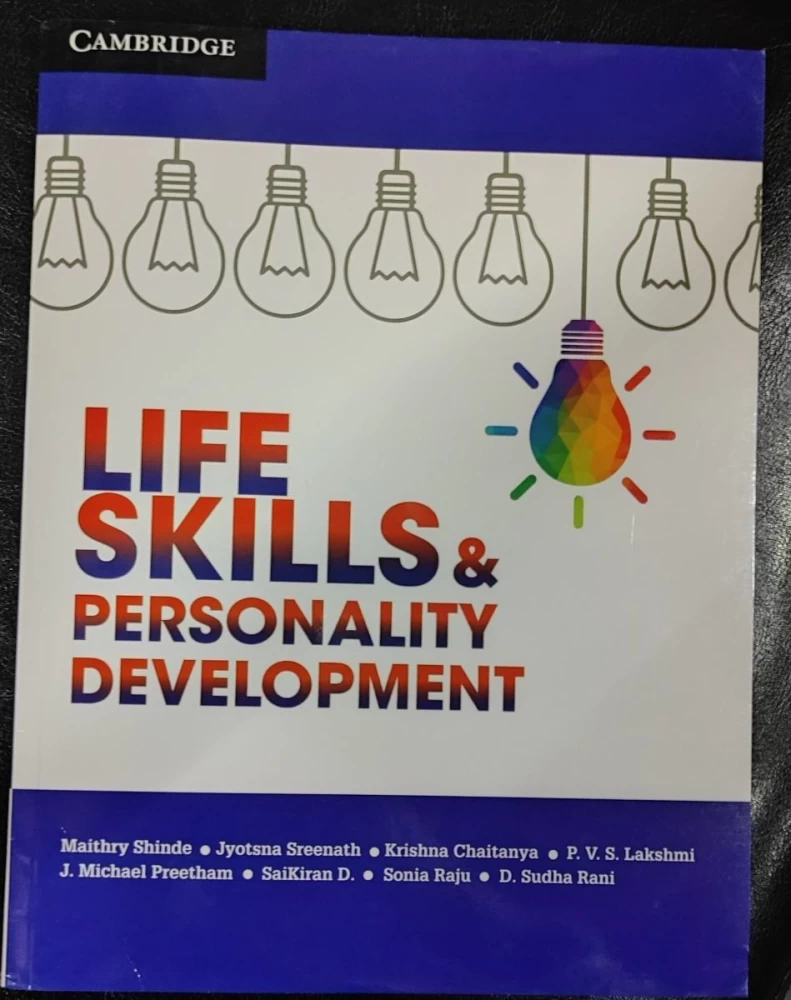 CAMBRIDGE
LIFE
SKILLS &
PERSONALITY
DEVELOPMENT
Maithry Shinde ● Jyotsna Sreenath ● Krishna Chaitanya ● P. V. S. Lakshmi
J. Michael Preetham ● SaiKiran D. ● Sonia Raju ● D. Sudha Rani